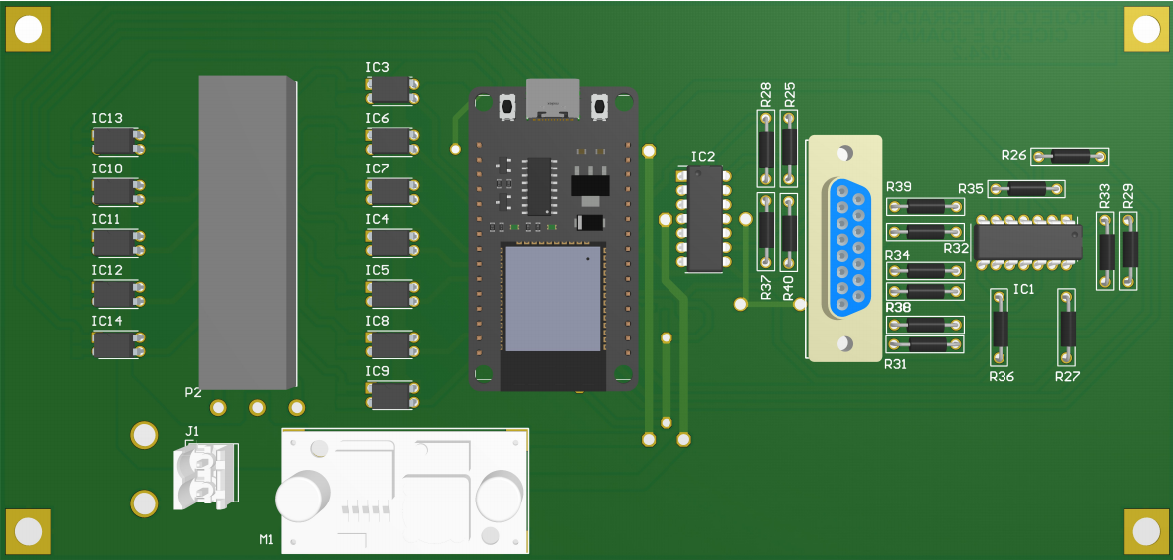 IC3
IC13
IC6
IC10
IC7
IC11
IC4
IC12
IC5
IC14
IC8
IC9
P2
J1
M1
IC2
R28
R25
R37
R40
R39
R32
R34
R38
R31
R26
R35
R33
R29
IC1
R36
R27